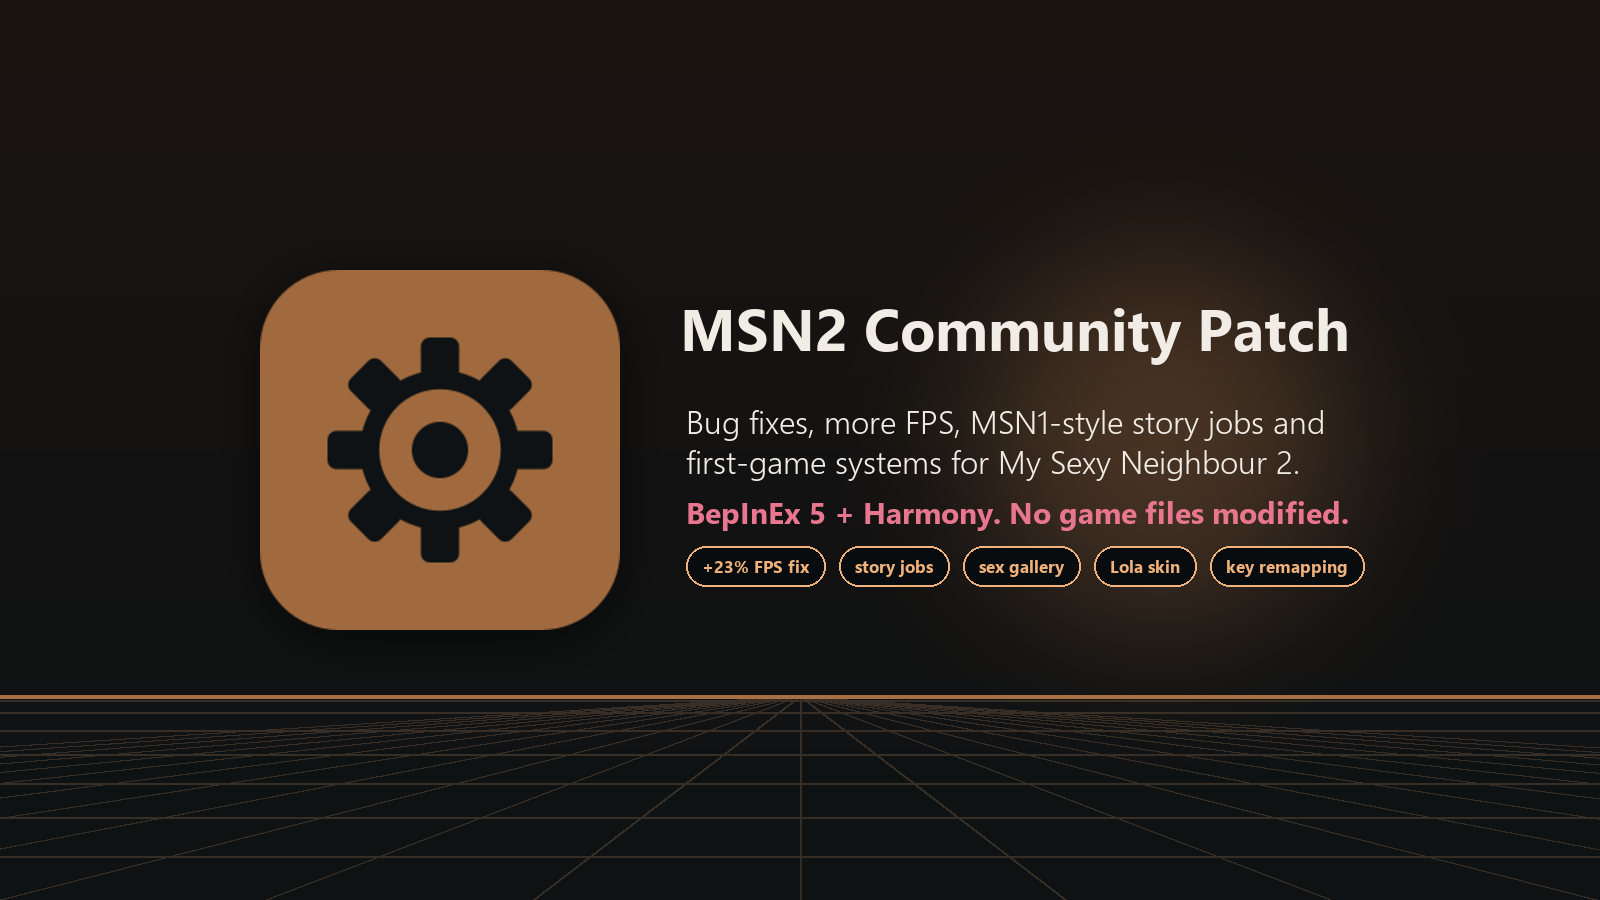 MSN2 Community Patch
Bug fixes, more FPS, MSN1-style story jobs and
first-game systems for My Sexy Neighbour 2.
BepInEx 5 + Harmony. No game files modified.
+23% FPS fix
story jobs
sex gallery
Lola skin
key remapping